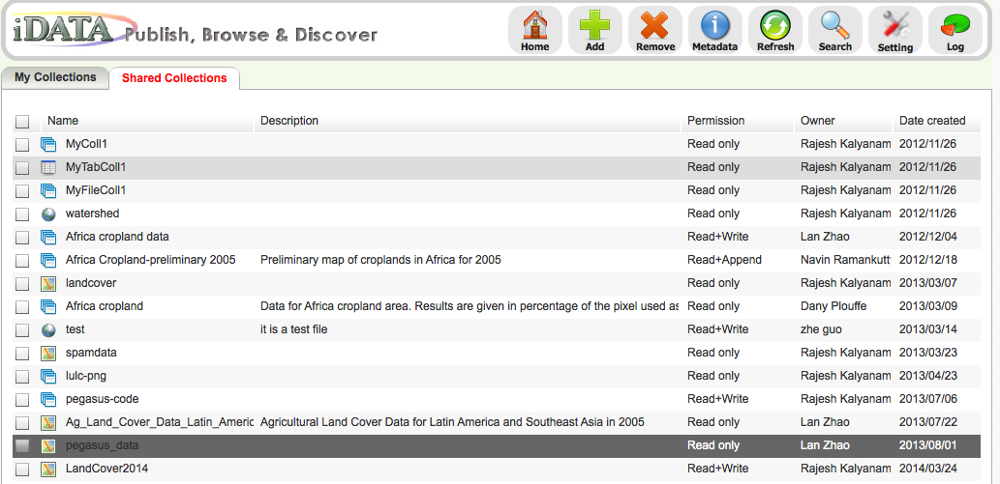 iDATA Publish, Browse & Discover
Home Add Remove Metadata Refresh Search Setting Log
My Collections Shared Collections
Name Description Permission Owner Date created
MyColl1 Read only Rajesh Kalyanam 2012/11/26
MyTabColl1 Read only Rajesh Kalyanam 2012/11/26
MyFileColl1 Read only Rajesh Kalyanam 2012/11/26
watershed Read only Rajesh Kalyanam 2012/11/26
Africa cropland data Read+Write Lan Zhao 2012/12/04
Africa Cropland-preliminary 2005 Preliminary map of croplands in Africa for 2005 Read+Append Navin Ramankutt 2012/12/18
landcover Read only Rajesh Kalyanam 2013/03/07
Africa cropland Data for Africa cropland area. Results are given in percentage of the pixel used as Read only Dany Plouffe 2013/03/09
test it is a test file Read+Write zhe guo 2013/03/14
spamdata Read only Rajesh Kalyanam 2013/03/23
lulc-png Read only Rajesh Kalyanam 2013/04/23
pegasus-code Read+Write Rajesh Kalyanam 2013/07/06
Ag_Land_Cover_Data_Latin_Americ Agricultural Land Cover Data for Latin America and Southeast Asia in 2005 Read only Lan Zhao 2013/07/22
pegasus_data Read only Lan Zhao 2013/08/01
LandCover2014 Read+Write Rajesh Kalyanam 2014/03/24